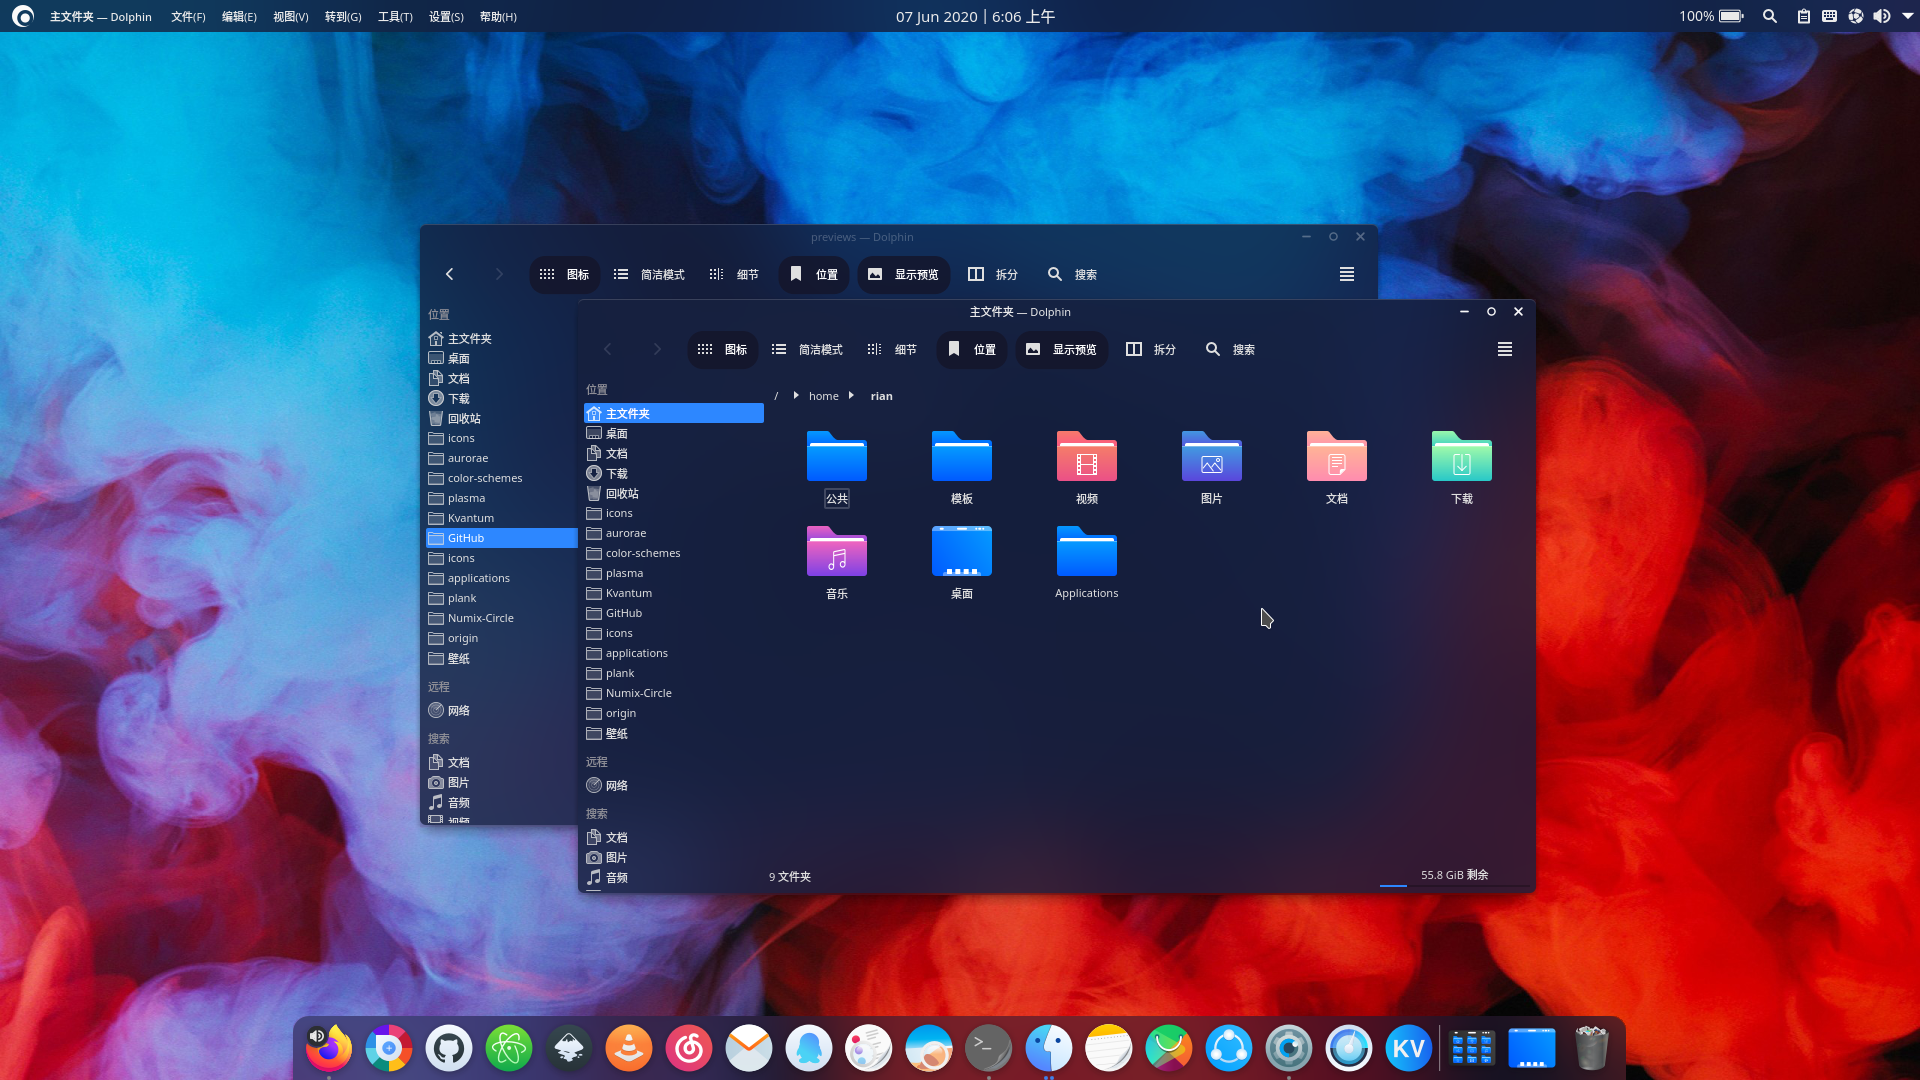 主文件夹 — Dolphin 文件(F) 编辑(E) 视图(V) 转到(G) 工具(T) 设置(S) 帮助(H) 07 Jun 2020 | 6:06 上午 100%
previews — Dolphin
图标 简洁模式 细节 位置 显示预览 拆分 搜索
位置
主文件夹
桌面
文档
下载
回收站
icons
aurorae
color-schemes
plasma
Kvantum
GitHub
icons
applications
plank
Numix-Circle
origin
壁纸
远程
网络
搜索
文档
图片
音频
视频
主文件夹 — Dolphin
图标 简洁模式 细节 位置 显示预览 拆分 搜索
位置
主文件夹
桌面
文档
下载
回收站
icons
aurorae
color-schemes
plasma
Kvantum
GitHub
icons
applications
plank
Numix-Circle
origin
壁纸
远程
网络
搜索
文档
图片
音频
/ home rian
公共 模板 视频 图片 文档 下载
音乐 桌面 Applications
9 文件夹 55.8 GiB 剩余
KV